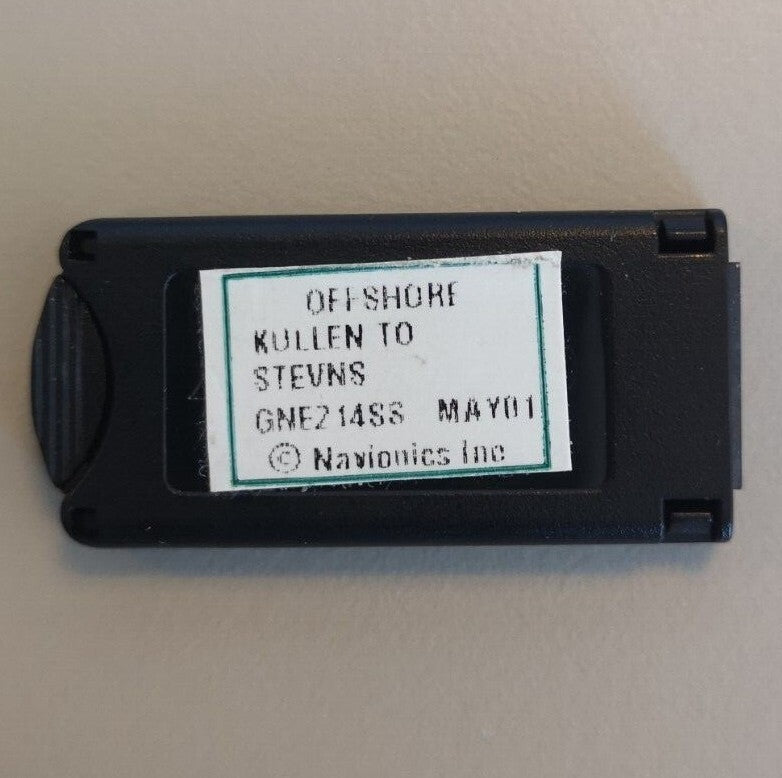 OFFSHORE
KULLEN TO
STEVNS
GNE214SS MAY01
© Navionics Inc